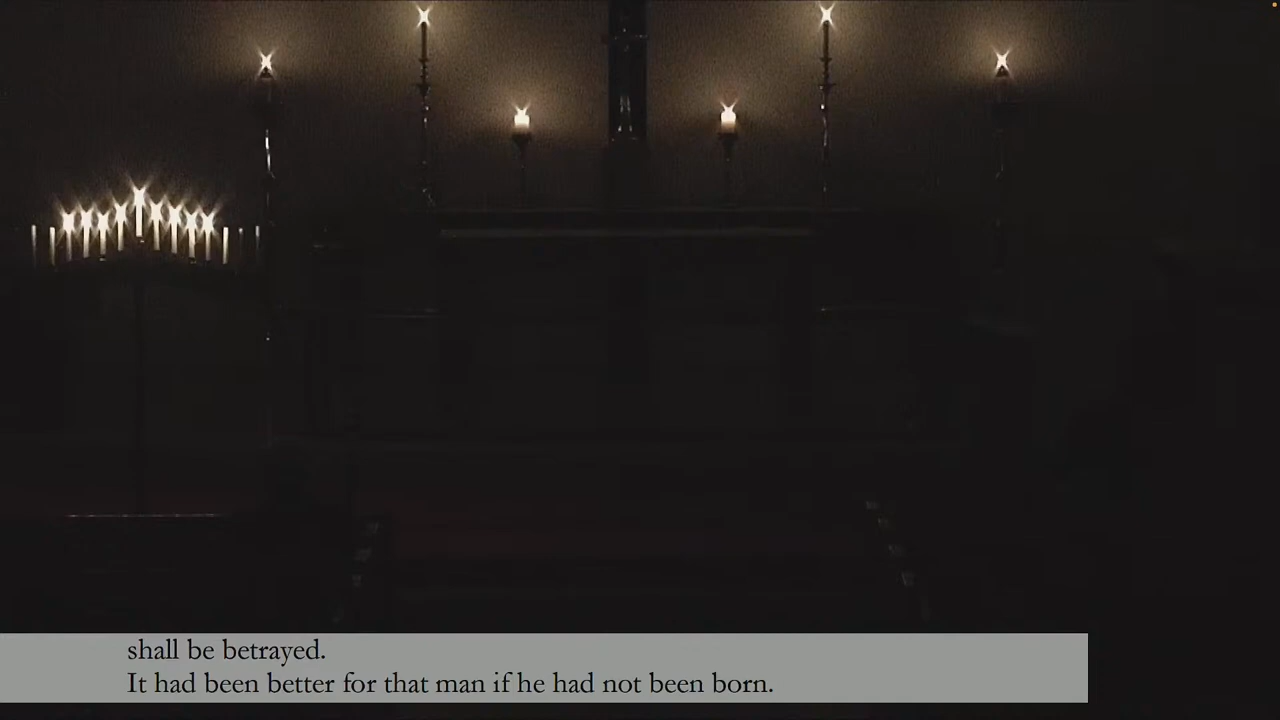 shall be betrayed.
It had been better for that man if he had not been born.